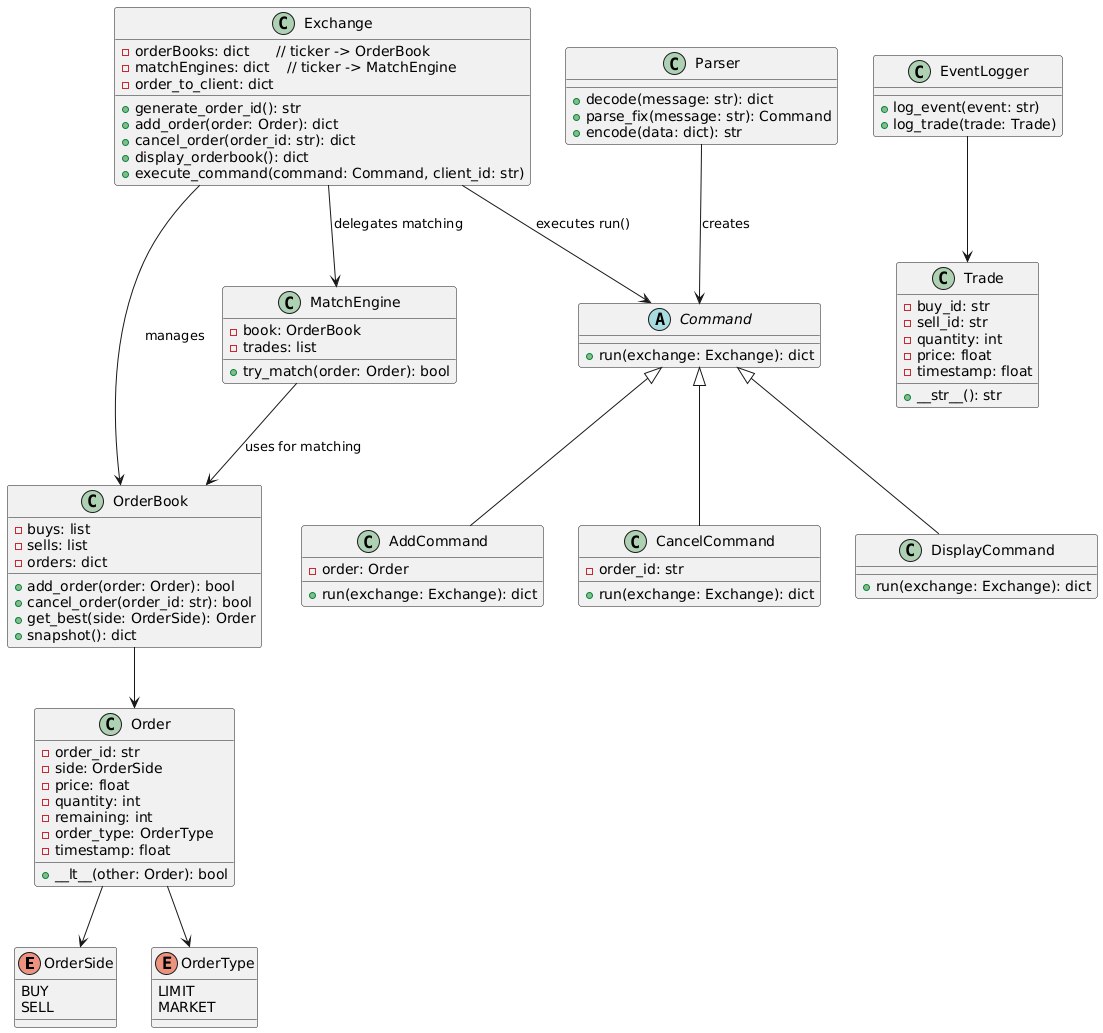 C Exchange
orderBooks: dict // ticker -> OrderBook
matchEngines: dict // ticker -> MatchEngine
order_to_client: dict
generate_order_id(): str
add_order(order: Order): dict
cancel_order(order_id: str): dict
display_orderbook(): dict
execute_command(command: Command, client_id: str)
C Parser
decode(message: str): dict
parse_fix(message: str): Command
encode(data: dict): str
C EventLogger
log_event(event: str)
log_trade(trade: Trade)
delegates matching
executes run()
creates
manages
C MatchEngine
book: OrderBook
trades: list
try_match(order: Order): bool
A Command
run(exchange: Exchange): dict
C Trade
buy_id: str
sell_id: str
quantity: int
price: float
timestamp: float
__str__(): str
uses for matching
C OrderBook
buys: list
sells: list
orders: dict
add_order(order: Order): bool
cancel_order(order_id: str): bool
get_best(side: OrderSide): Order
snapshot(): dict
C AddCommand
order: Order
run(exchange: Exchange): dict
C CancelCommand
order_id: str
run(exchange: Exchange): dict
C DisplayCommand
run(exchange: Exchange): dict
C Order
order_id: str
side: OrderSide
price: float
quantity: int
remaining: int
order_type: OrderType
timestamp: float
__lt__(other: Order): bool
E OrderSide
BUY
SELL
E OrderType
LIMIT
MARKET